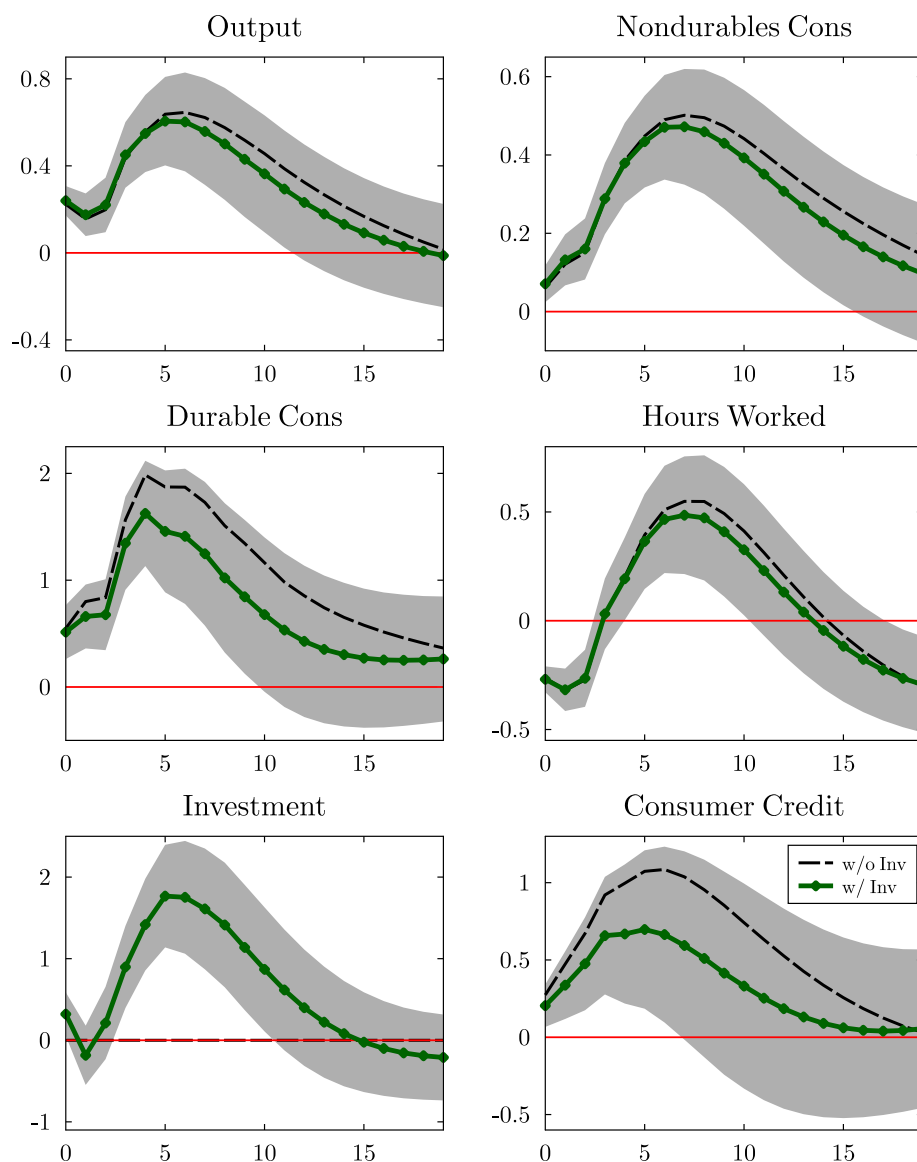 Output
0.8
0.4
0
-0.4
0 5 10 15
Nondurables Cons
0.6
0.4
0.2
0
0 5 10 15
Durable Cons
2
1
0
0 5 10 15
Hours Worked
0.5
0
-0.5
0 5 10 15
Investment
2
1
0
-1
0 5 10 15
Consumer Credit
w/o Inv
w/ Inv
1
0.5
0
-0.5
0 5 10 15